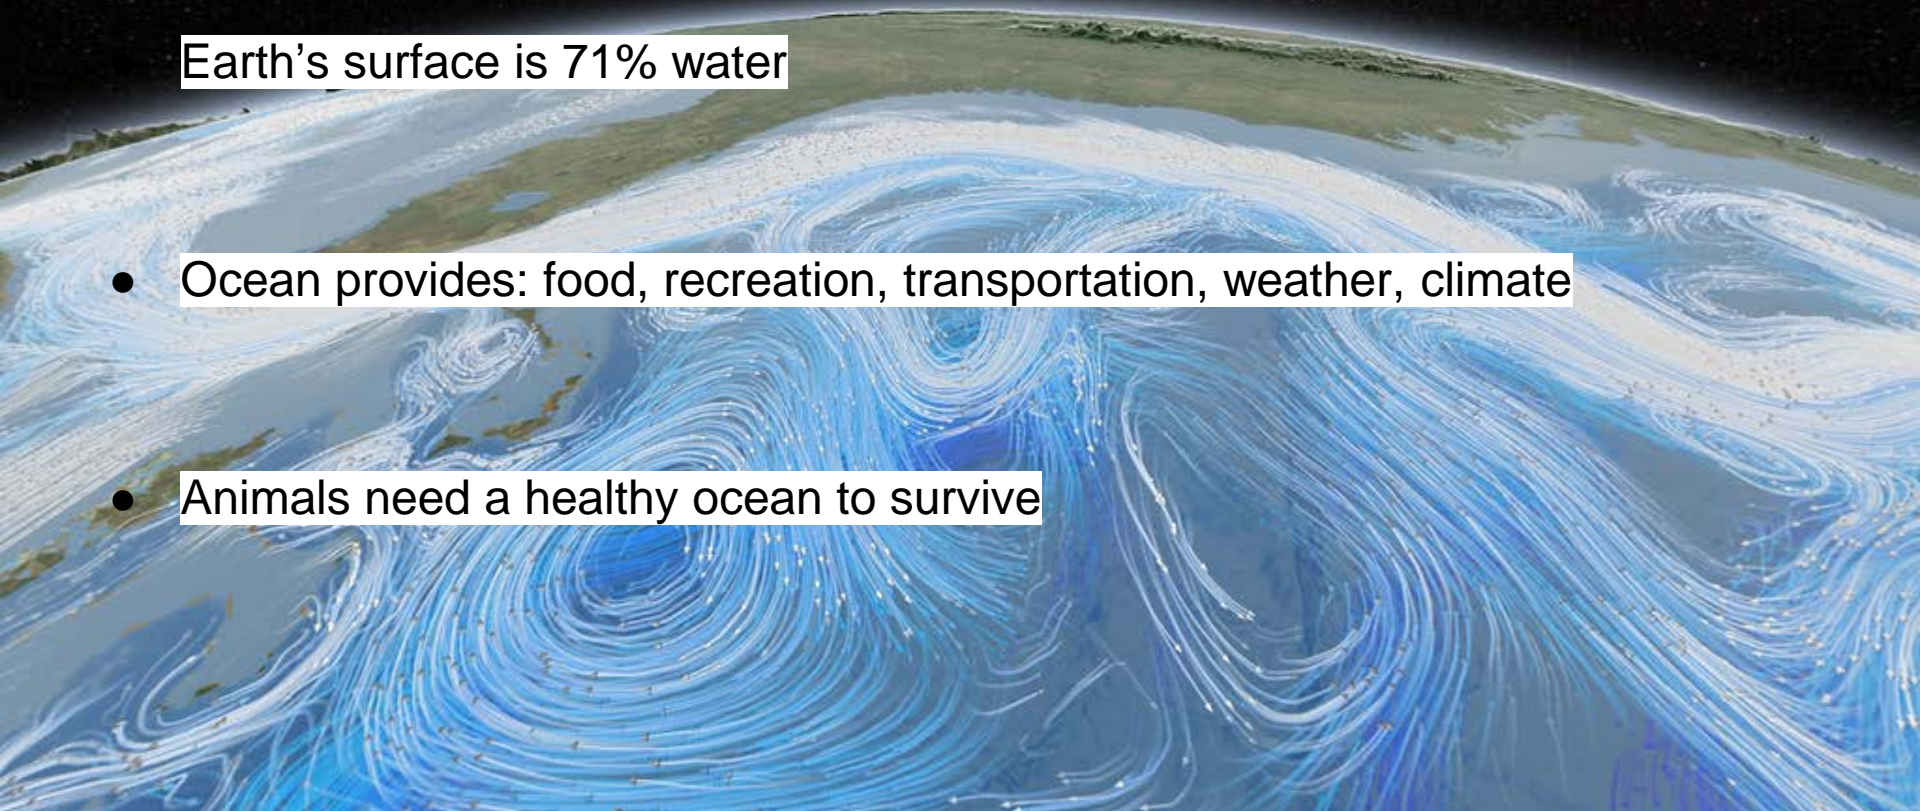 Earth’s surface is 71% water
● Ocean provides: food, recreation, transportation, weather, climate
● Animals need a healthy ocean to survive